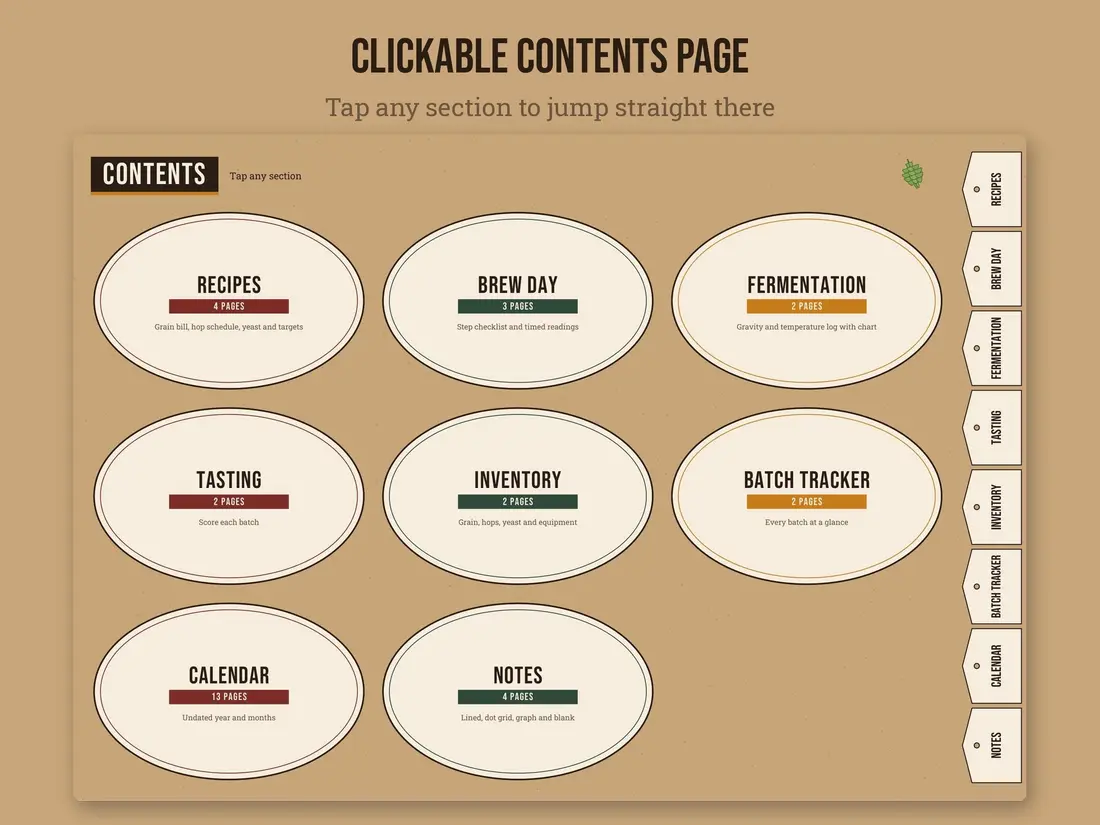 CLICKABLE CONTENTS PAGE
Tap any section to jump straight there
CONTENTS
Tap any section
RECIPES
4 PAGES
Grain bill, hop schedule, yeast and targets
BREW DAY
3 PAGES
Step checklist and timed readings
FERMENTATION
2 PAGES
Gravity and temperature log with chart
TASTING
2 PAGES
Score each batch
INVENTORY
2 PAGES
Grain, hops, yeast and equipment
BATCH TRACKER
2 PAGES
Every batch at a glance
CALENDAR
13 PAGES
Undated year and months
NOTES
4 PAGES
Lined, dot grid, graph and blank
RECIPES
BREW DAY
FERMENTATION
TASTING
INVENTORY
BATCH TRACKER
CALENDAR
NOTES